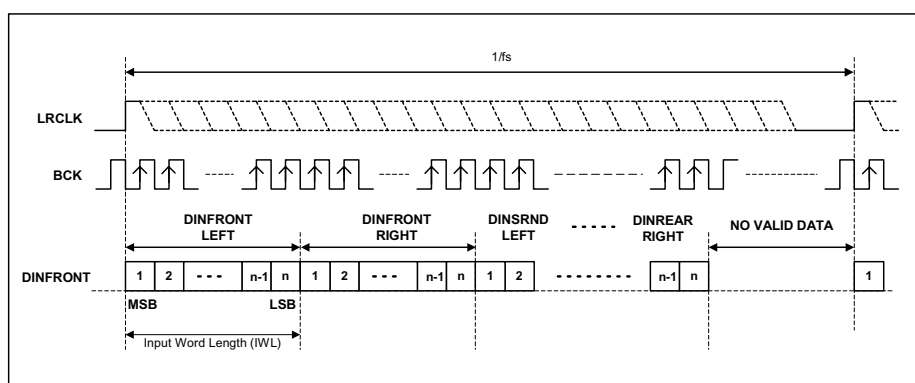 1/fs
LRCLK
BCK
DINFRONT LEFT DINFRONT RIGHT DINSRND LEFT DINREAR RIGHT NO VALID DATA
DINFRONT 1 2 n-1 n 1 2 n-1 n 1 2 n-1 n 1
MSB LSB
Input Word Length (IWL)